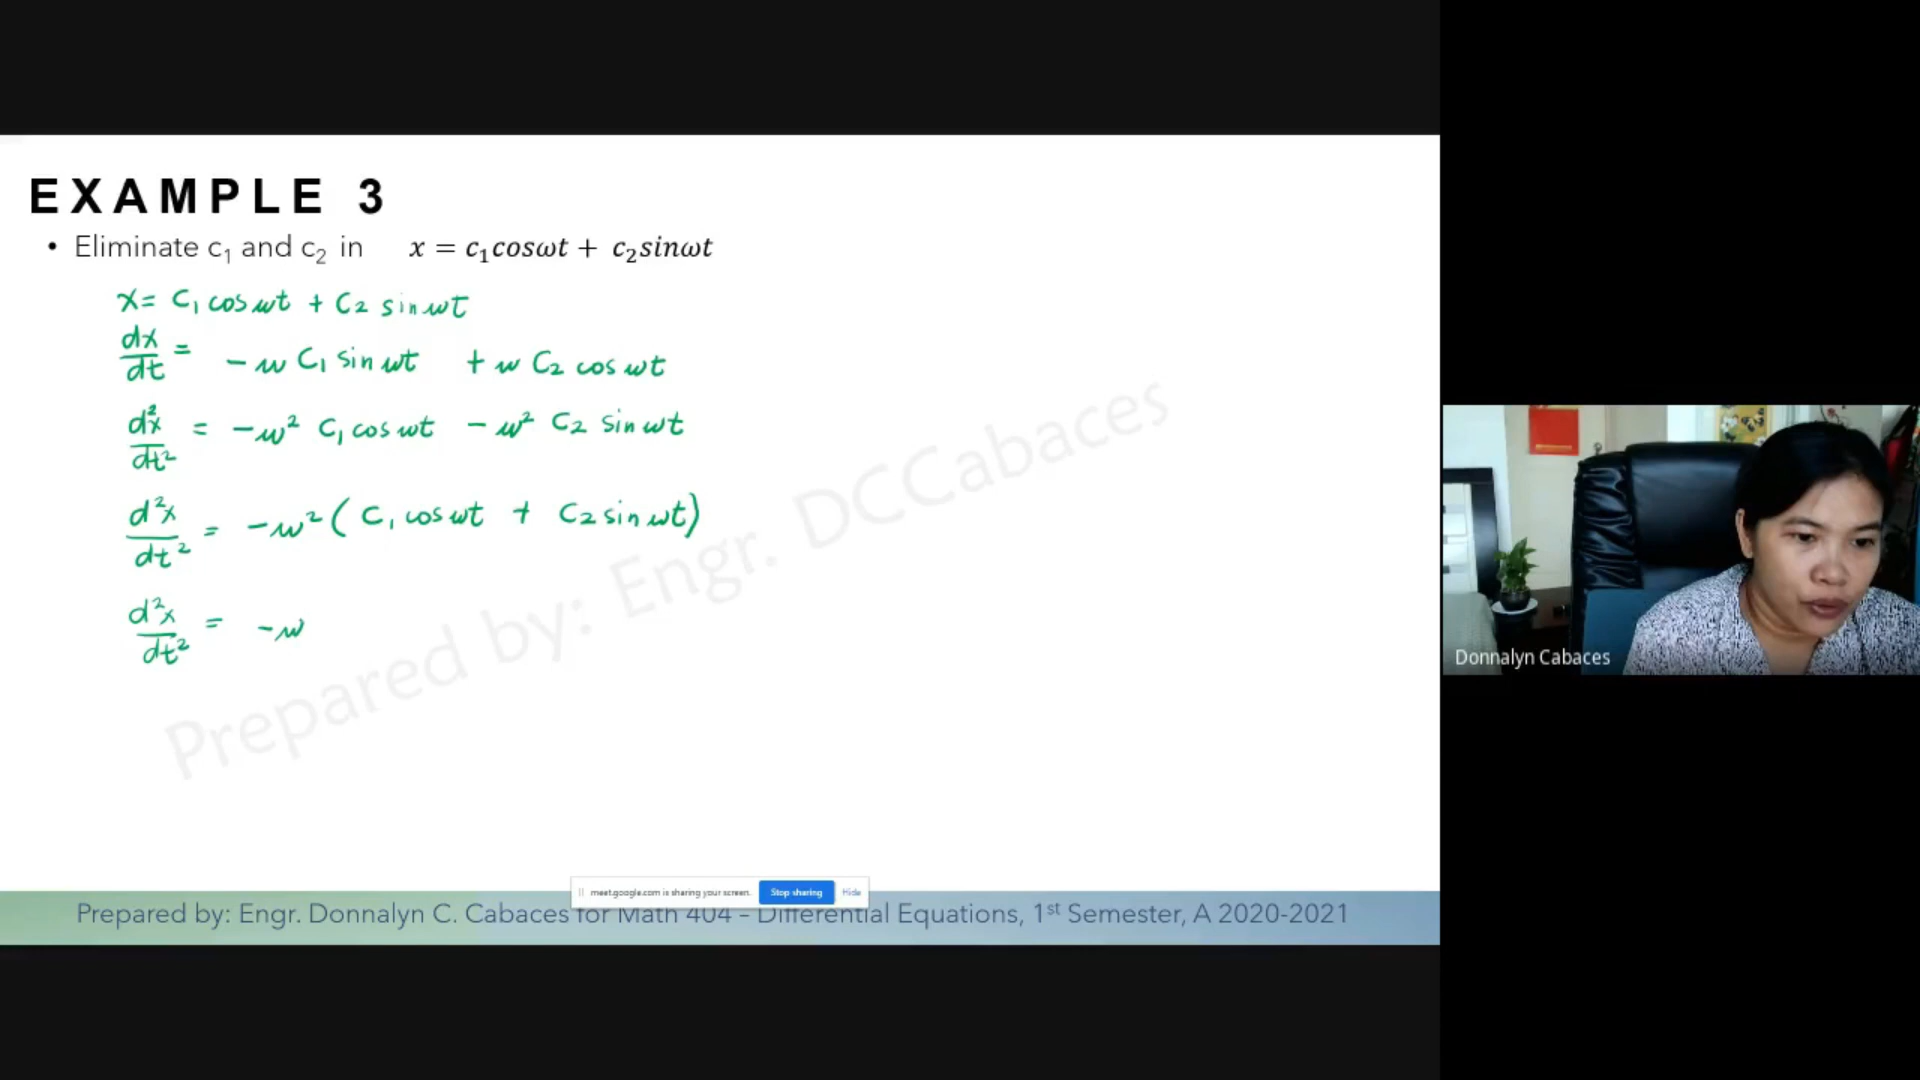 EXAMPLE 3
• Eliminate c₁ and c₂ in x = c₁cosωt + c₂sinωt
x = C₁ cos ωt + C₂ sin ωt
dx/dt = - ω C₁ sin ωt + ω C₂ cos ωt
d²x/dt² = -ω² C₁ cos ωt - ω² C₂ sin ωt
d²x/dt² = -ω² ( C₁ cos ωt + C₂ sin ωt)
d²x/dt² = -ω
Prepared by: Engr. DCCabaces
Donnalyn Cabaces
meet.google.com is sharing your screen. Stop sharing Hide
Prepared by: Engr. Donnalyn C. Cabaces for Math 404 – Differential Equations, 1st Semester, A 2020-2021